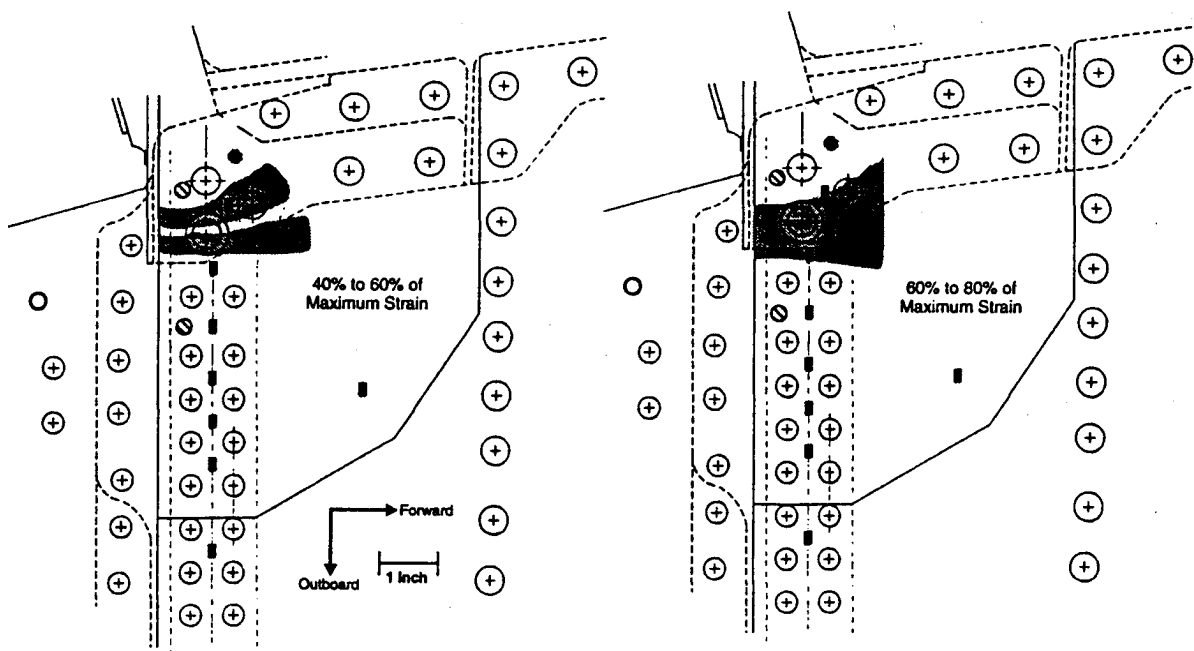 40% to 60% of
Maximum Strain
60% to 80% of
Maximum Strain
Forward
Outboard
1 Inch